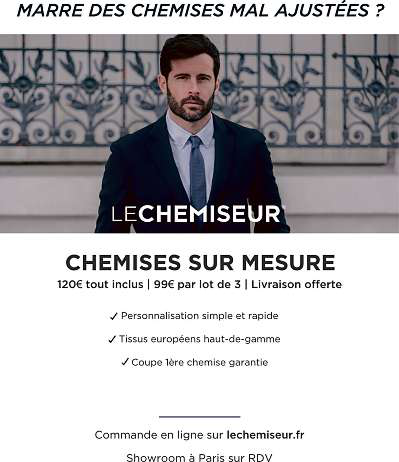 MARRE DES CHEMISES MAL AJUSTÉES ?
LECHEMISEUR
CHEMISES SUR MESURE
120€ tout inclus | 99€ par lot de 3 | Livraison offerte
✓ Personnalisation simple et rapide
✓ Tissus européens haut-de-gamme
✓ Coupe 1ère chemise garantie
Commande en ligne sur lechemiseur.fr
Showroom à Paris sur RDV